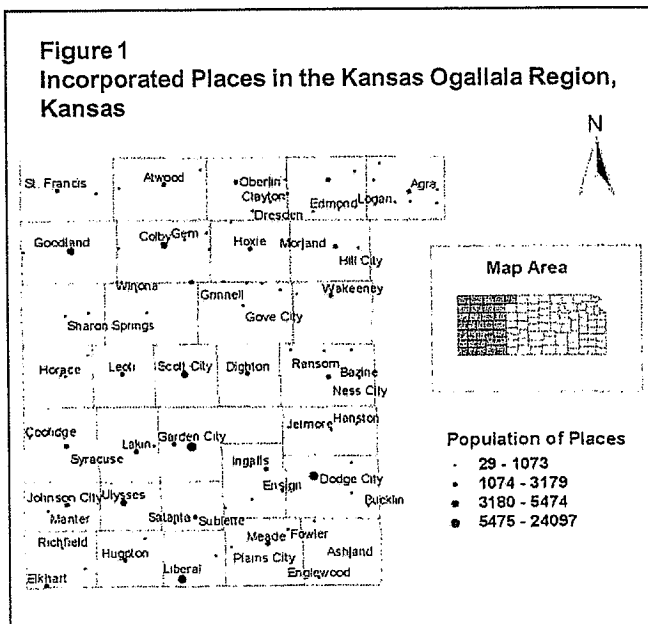 Figure 1
Incorporated Places in the Kansas Ogallala Region,
Kansas
N
St. Francis
Atwood
Oberlin
Clayton
Dresden
Edmond
Logan
Agra
Goodland
Colby
Gem
Hoxie
Morland
Hill City
Winona
Grinnell
Wakeeney
Sharon Springs
Gove City
Map Area
Horace
Leoti
Scott City
Dighton
Ransom
Bazine
Ness City
Coolidge
Syracuse
Lakin
Garden City
Jetmore
Hanston
Ingalls
Ensign
Dodge City
Bucklin
Johnson City
Ulysses
Manter
Satanta
Sublette
Richfield
Hugoton
Meade
Fowler
Plains City
Ashland
Englewood
Elkhart
Liberal
Population of Places
29 - 1073
1074 - 3179
3180 - 5474
5475 - 24097